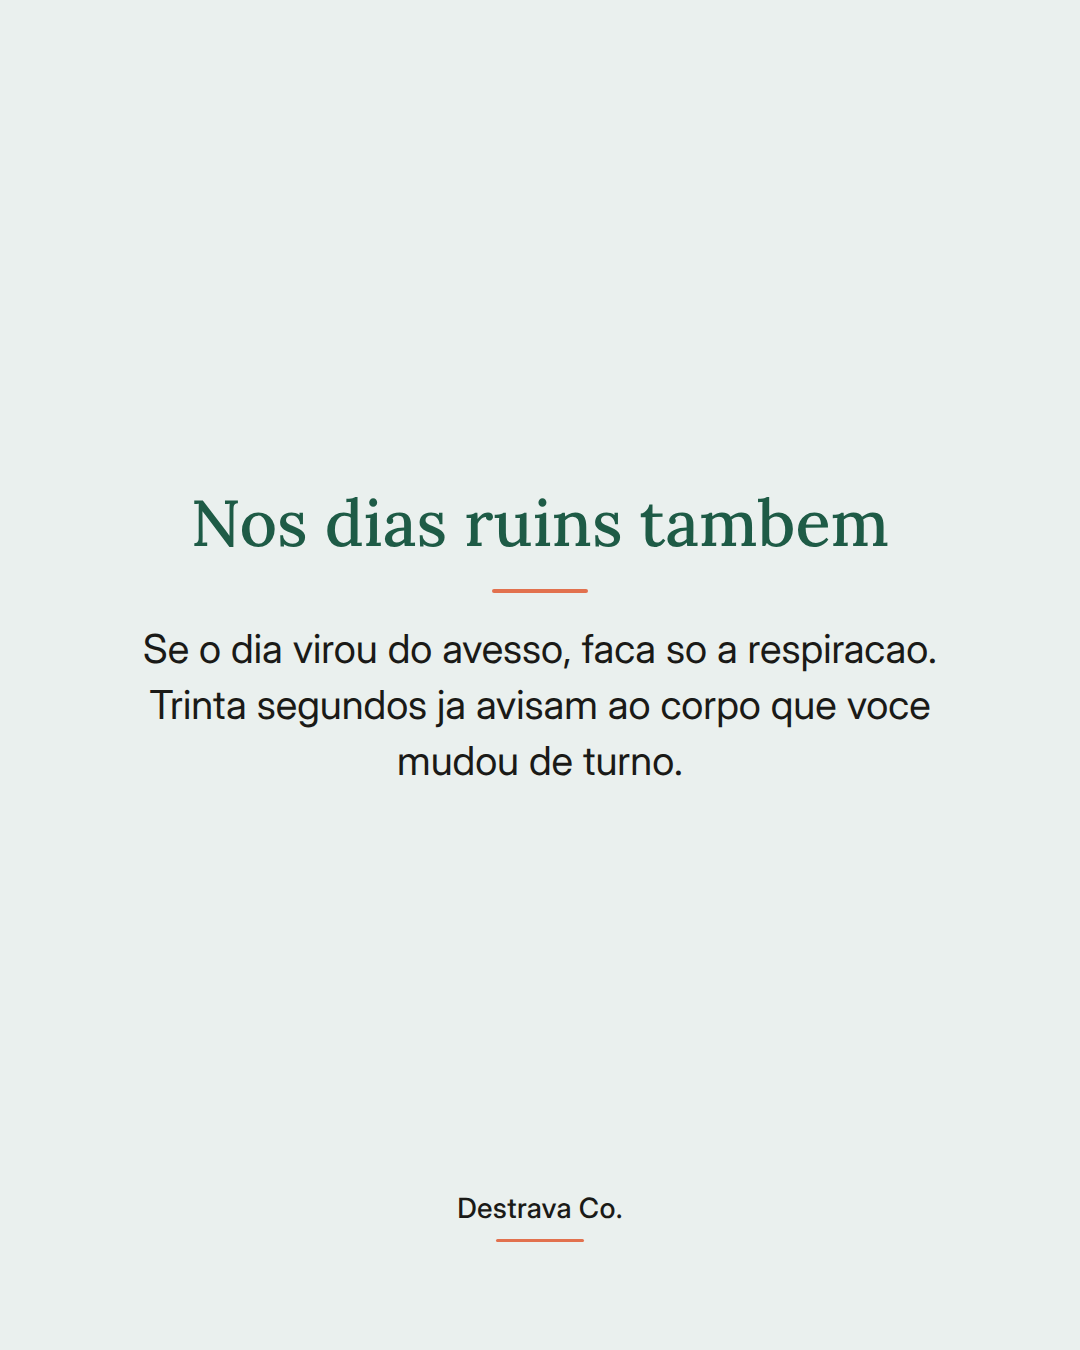 Nos dias ruins tambem
Se o dia virou do avesso, faca so a respiracao.
Trinta segundos ja avisam ao corpo que voce
mudou de turno.
Destrava Co.